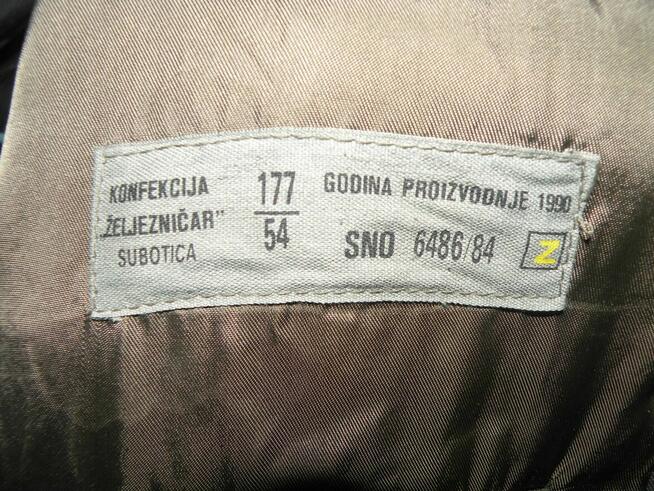 KONFEKCIJA
„ŽELJEZNIČAR”
SUBOTICA
177
54
GODINA PROIZVODNJE 1990
SNO 6486/84
Z